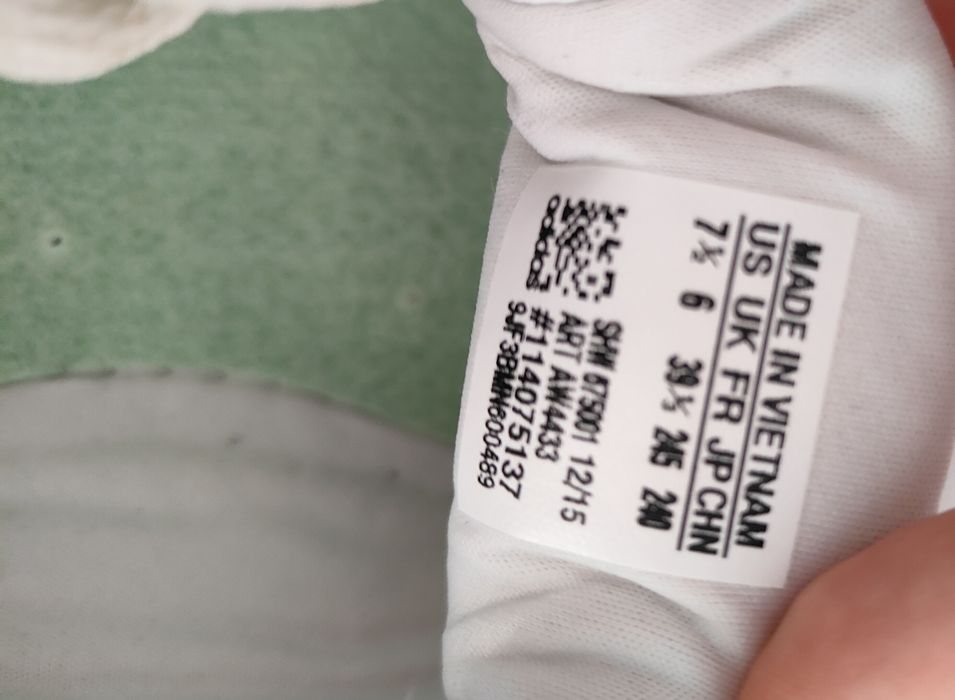 MADE IN VIETNAM
US UK FR JP CHN
7½ 6 39⅓ 245 240
SHW 675001 12/15
ART AW4433
#114075137
9JF3BMN600489
adidas